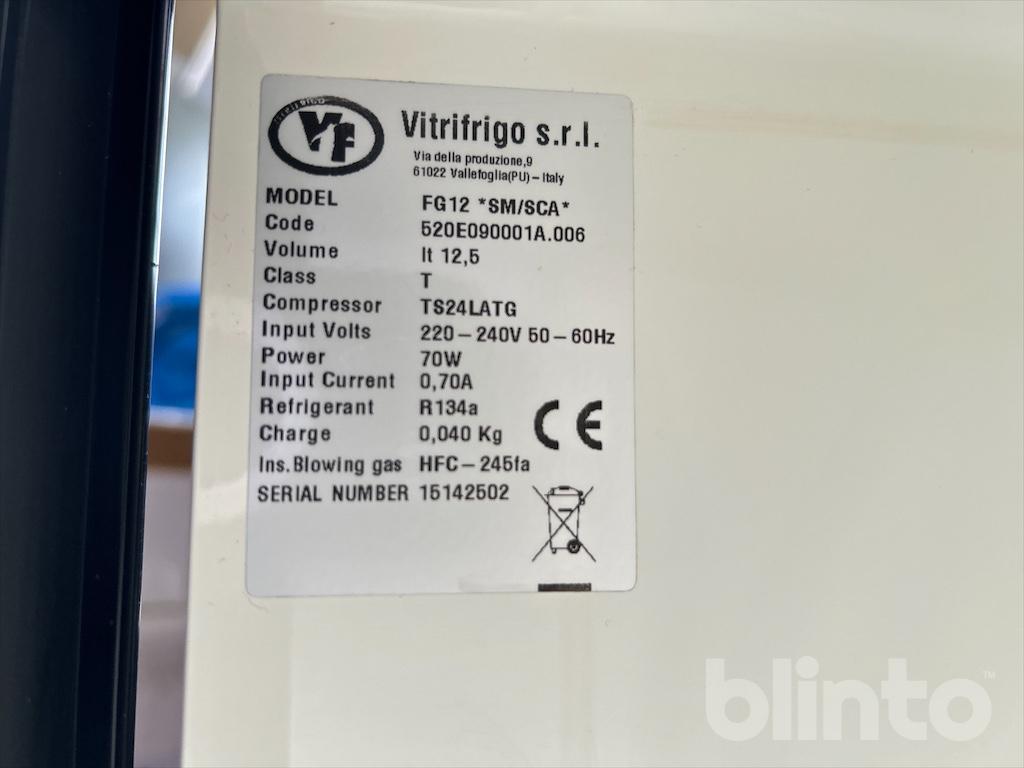 VF
Vitrifrigo s.r.l.
Via della produzione,9
61022 Vallefoglia(PU) – Italy
MODEL FG12 *SM/SCA*
Code 520E090001A.006
Volume lt 12,5
Class T
Compressor TS24LATG
Input Volts 220 – 240V 50 – 60Hz
Power 70W
Input Current 0,70A
Refrigerant R134a
Charge 0,040 Kg
CE
Ins.Blowing gas HFC – 245fa
SERIAL NUMBER 15142502
blinto™